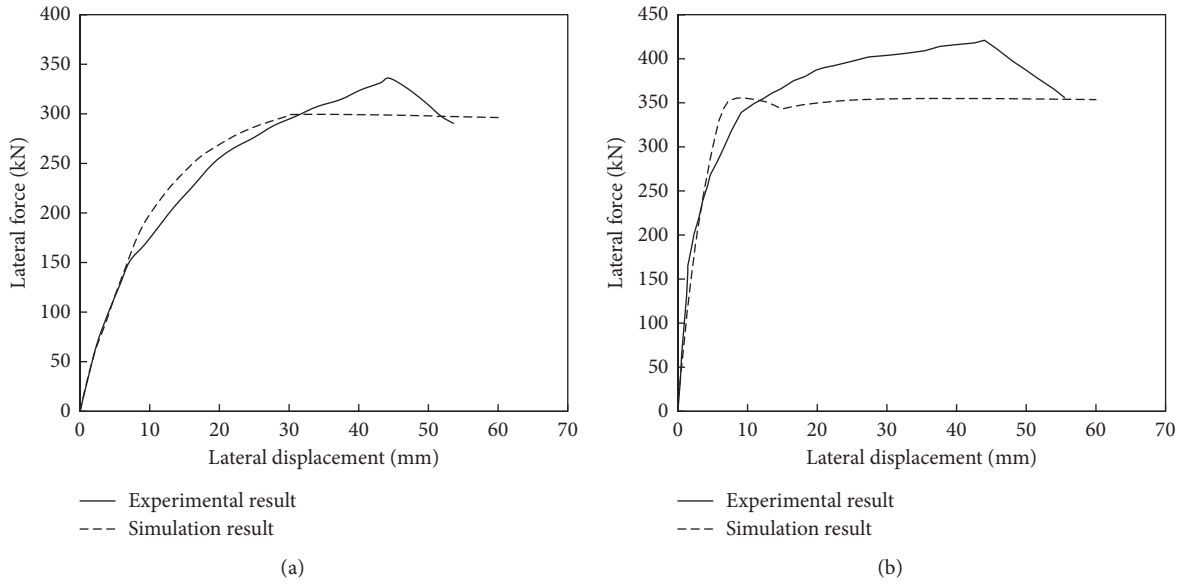 400
350
300
250
200
150
100
50
0
Lateral force (kN)
0 10 20 30 40 50 60 70
Lateral displacement (mm)
Experimental result
Simulation result
(a)
450
400
350
300
250
200
150
100
50
0
Lateral force (kN)
0 10 20 30 40 50 60 70
Lateral displacement (mm)
Experimental result
Simulation result
(b)